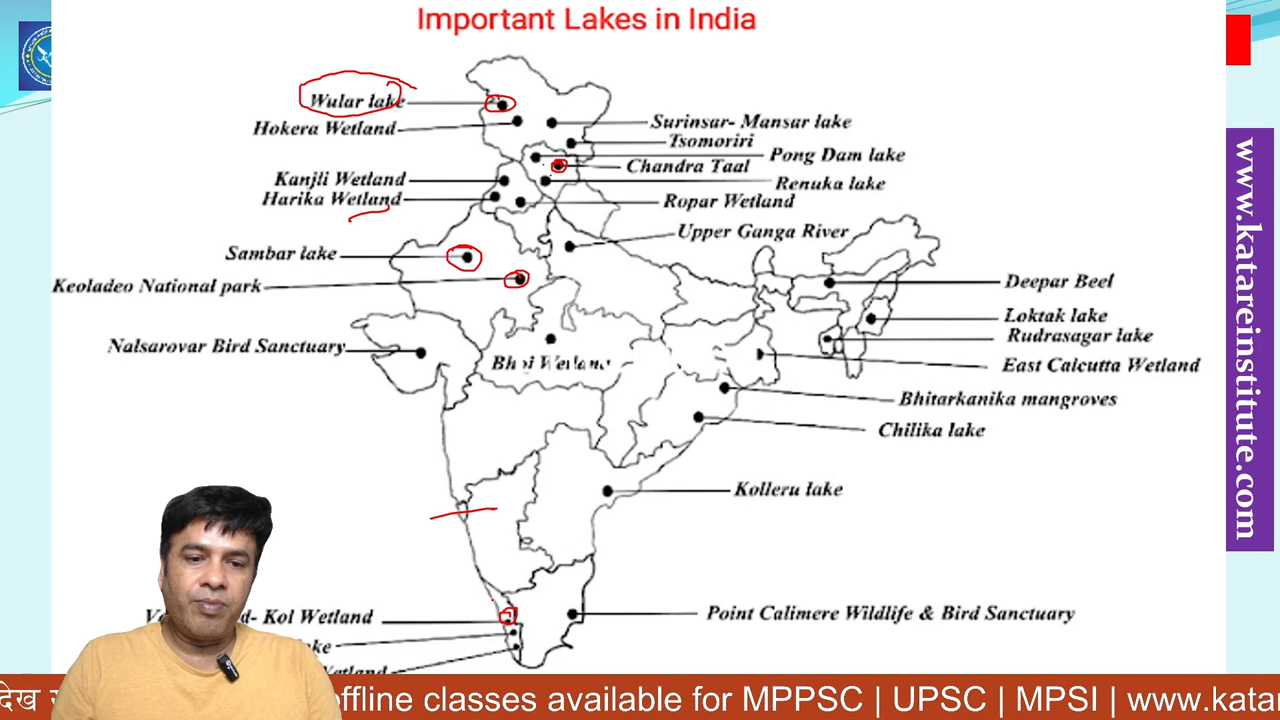 Important Lakes in India
Wular lake
Hokera Wetland
Surinsar- Mansar lake
Tsomoriri
Pong Dam lake
Chandra Taal
Kanjli Wetland
Renuka lake
Harika Wetland
Ropar Wetland
Upper Ganga River
Sambar lake
Keoladeo National park
Deepar Beel
Loktak lake
Rudrasagar lake
Nalsarovar Bird Sanctuary
East Calcutta Wetland
Bhitarkanika mangroves
Chilika lake
Kolleru lake
Kol Wetland
Point Calimere Wildlife & Bird Sanctuary
www.katareinstitute.com
offline classes available for MPPSC | UPSC | MPSI |